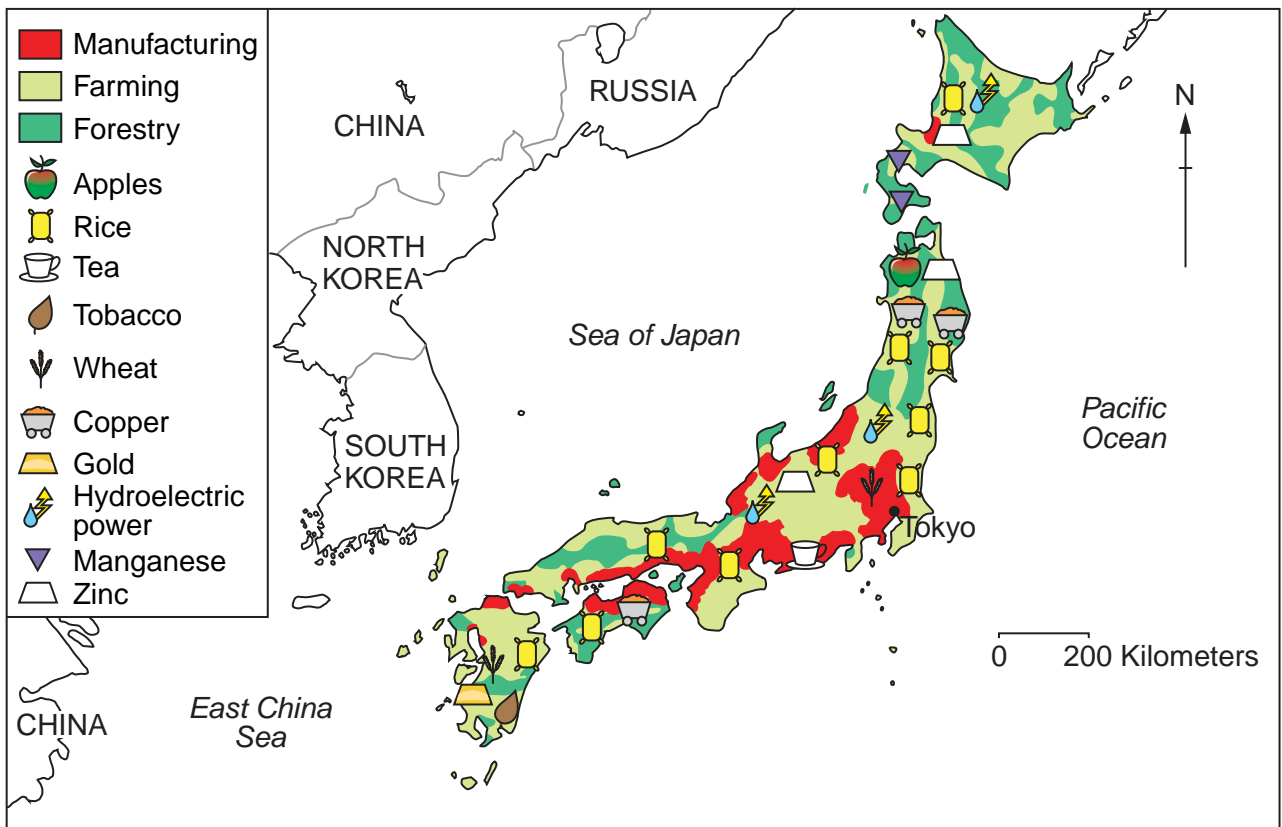 Manufacturing
Farming
Forestry
Apples
Rice
Tea
Tobacco
Wheat
Copper
Gold
Hydroelectric
power
Manganese
Zinc
CHINA
RUSSIA
N
NORTH
KOREA
Sea of Japan
Pacific
Ocean
SOUTH
KOREA
Tokyo
0 200 Kilometers
East China
Sea
CHINA